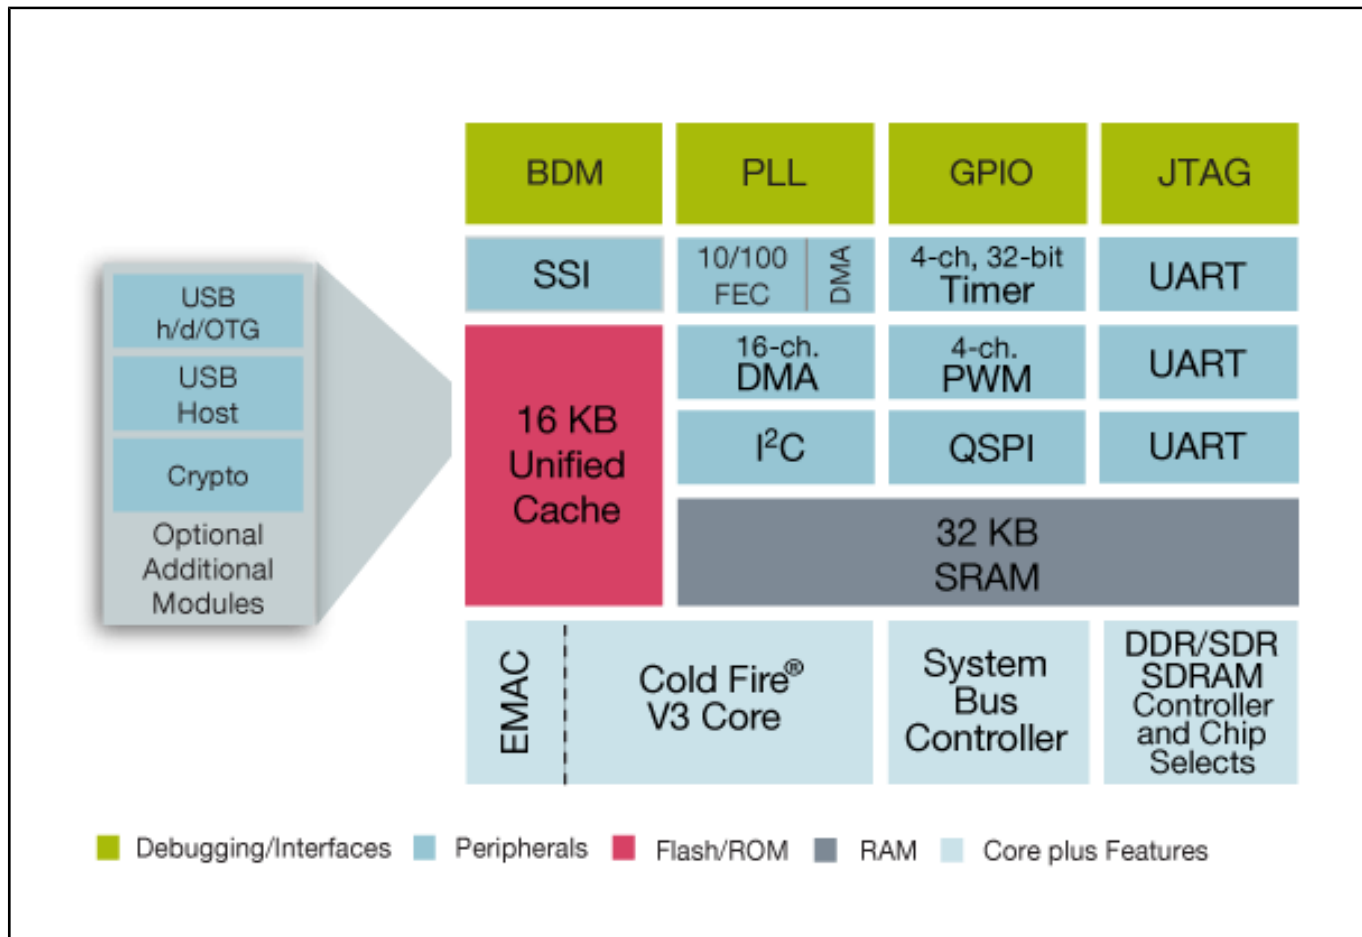 BDM
PLL
GPIO
JTAG
SSI
10/100
FEC
DMA
4-ch, 32-bit
Timer
UART
USB
h/d/OTG
USB
Host
Crypto
Optional
Additional
Modules
16 KB
Unified
Cache
16-ch.
DMA
4-ch.
PWM
UART
I²C
QSPI
UART
32 KB
SRAM
EMAC
Cold Fire®
V3 Core
System
Bus
Controller
DDR/SDR
SDRAM
Controller
and Chip
Selects
Debugging/Interfaces
Peripherals
Flash/ROM
RAM
Core plus Features